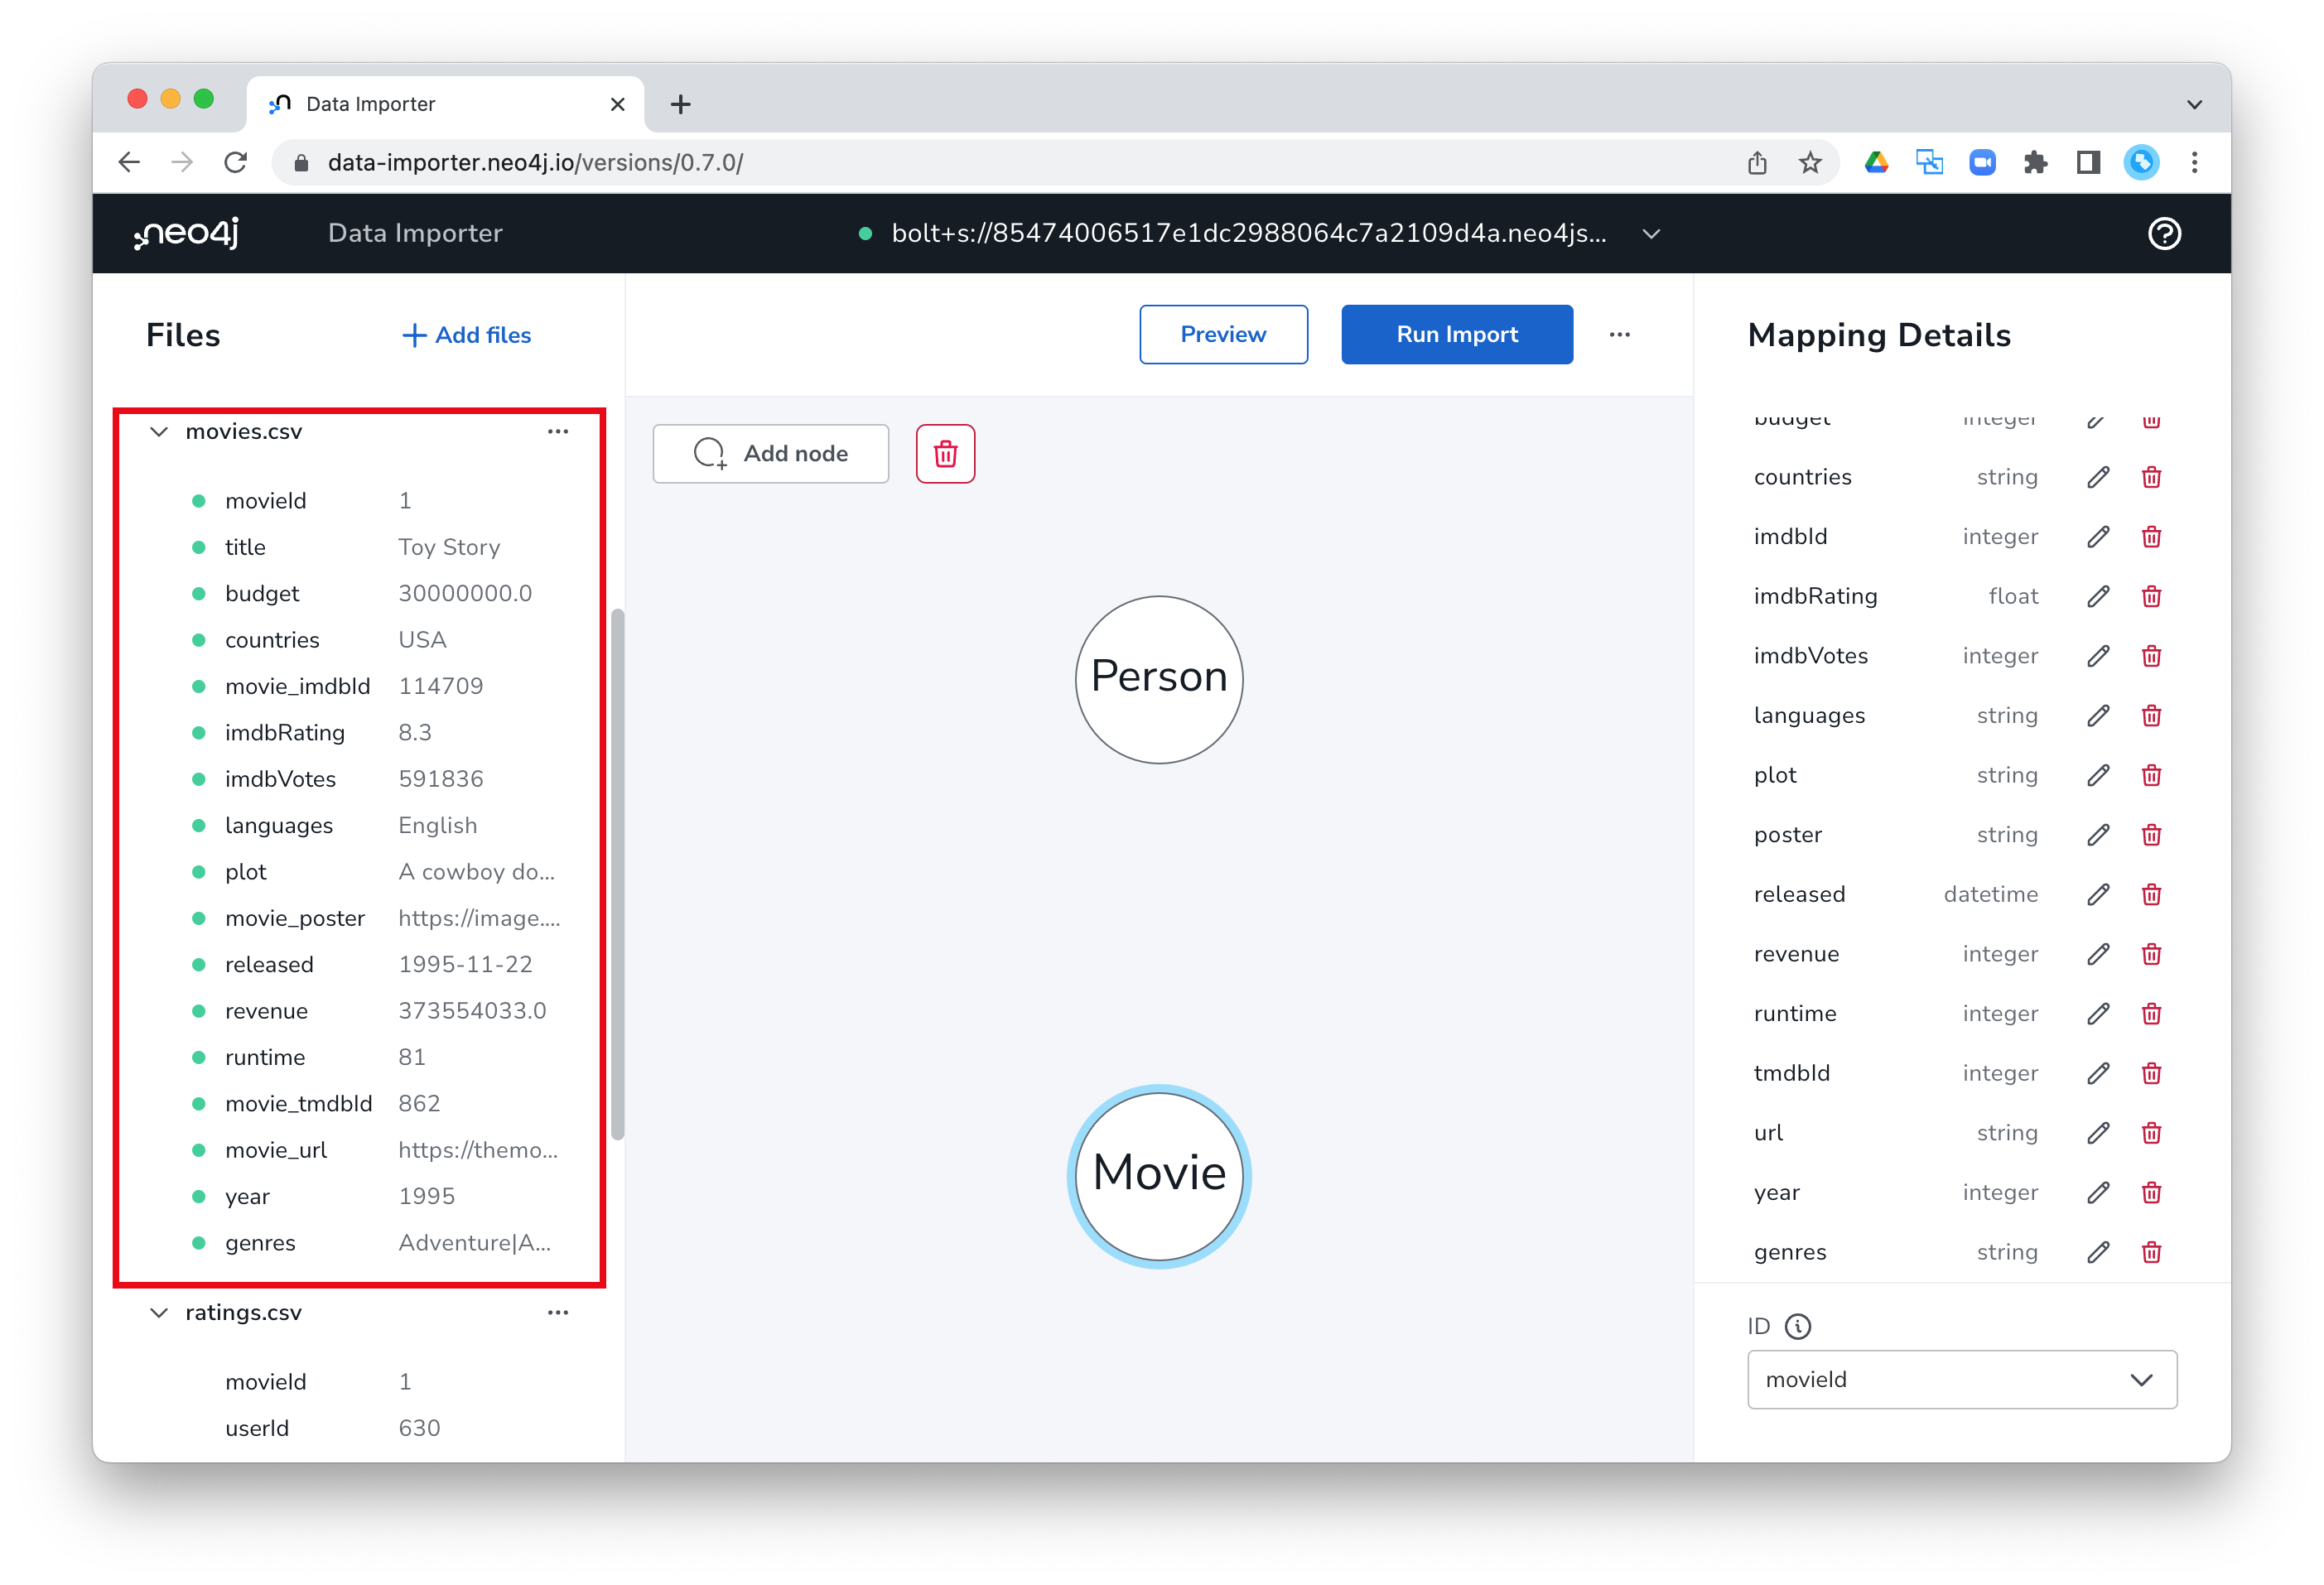 Data Importer
data-importer.neo4j.io/versions/0.7.0/
neo4j Data Importer bolt+s://85474006517e1dc2988064c7a2109d4a.neo4js...
Files Add files
movies.csv ...
movieId 1
title Toy Story
budget 30000000.0
countries USA
movie_imdbId 114709
imdbRating 8.3
imdbVotes 591836
languages English
plot A cowboy do...
movie_poster https://image....
released 1995-11-22
revenue 373554033.0
runtime 81
movie_tmdbId 862
movie_url https://themo...
year 1995
genres Adventure|A...
ratings.csv ...
movieId 1
userId 630
Preview Run Import ...
Add node
Person
Movie
Mapping Details
budget integer
countries string
imdbId integer
imdbRating float
imdbVotes integer
languages string
plot string
poster string
released datetime
revenue integer
runtime integer
tmdbId integer
url string
year integer
genres string
ID
movieId